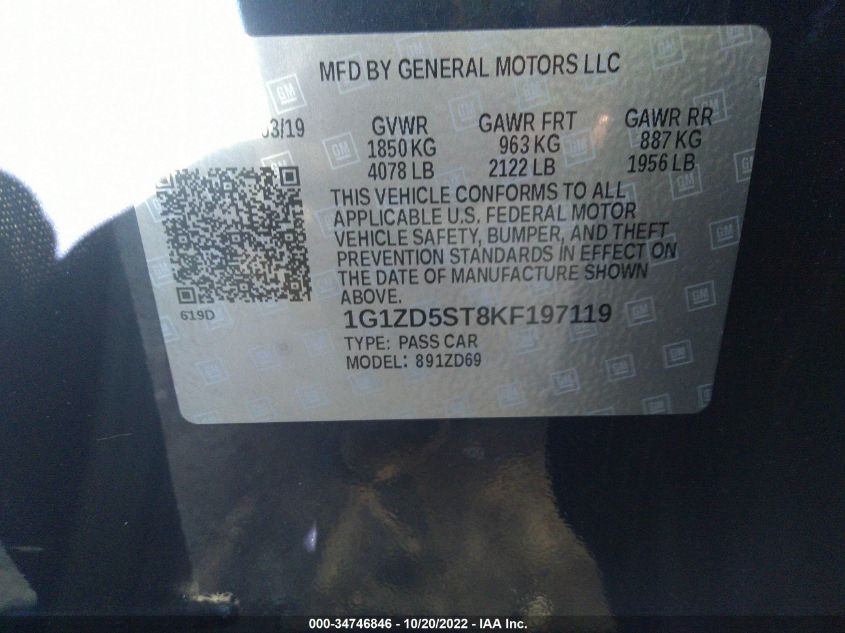 MFD BY GENERAL MOTORS LLC
03/19 GVWR GAWR FRT GAWR RR
1850 KG 963 KG 887 KG
4078 LB 2122 LB 1956 LB
THIS VEHICLE CONFORMS TO ALL
APPLICABLE U.S. FEDERAL MOTOR
VEHICLE SAFETY, BUMPER, AND THEFT
PREVENTION STANDARDS IN EFFECT ON
THE DATE OF MANUFACTURE SHOWN
ABOVE.
619D
1G1ZD5ST8KF197119
TYPE: PASS CAR
MODEL: 891ZD69
000-34746846 - 10/20/2022 - IAA Inc.